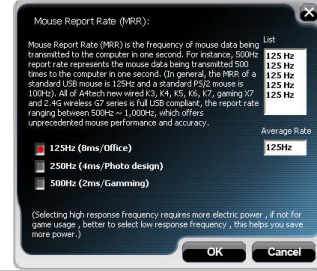 Mouse Report Rate (MRR):
Mouse Report Rate (MRR) is the frequency of mouse data being
transmitted to the computer in one second. For instance, 500Hz
report rate represents the mouse data being transmitted 500
times to the computer in one second. (In general, the MRR of a
standard USB mouse is 125Hz and a standard PS/2 mouse is
100Hz). All of A4tech new wired K3, K4, K5, K6, K7, gaming X7
and 2.4G wireless G7 series is full USB compliant, the report rate
ranging between 500Hz ~ 1,000Hz, which offers
unprecedented mouse performance and accuracy.
125Hz (8ms/Office)
250Hz (4ms/Photo design)
500Hz (2ms/Gamming)
(Selecting high response frequency requires more electric power , if not for
game usage , better to select low response frequency , this helps you save
more power.)
List
125 Hz
125 Hz
125 Hz
125 Hz
125 Hz
Average Rate
125Hz
OK
Cancel